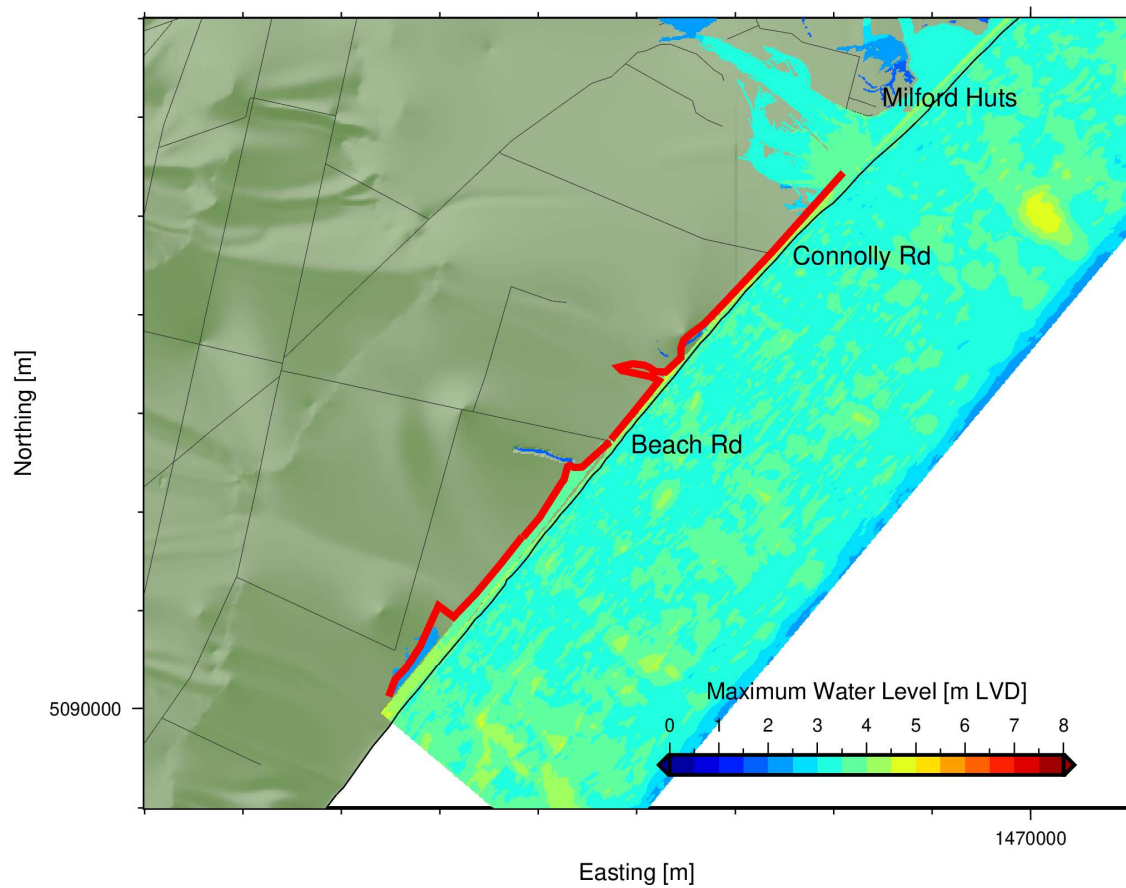 Milford Huts
Connolly Rd
Beach Rd
Northing [m]
5090000
Maximum Water Level [m LVD]
0 1 2 3 4 5 6 7 8
1470000
Easting [m]